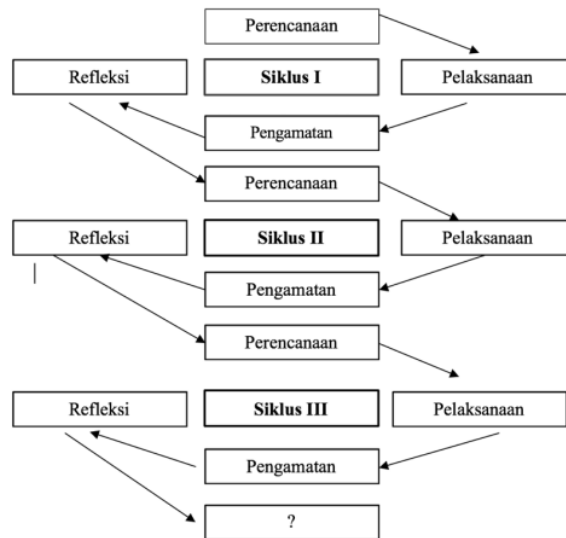 Perencanaan
Refleksi
Siklus I
Pelaksanaan
Pengamatan
Perencanaan
Refleksi
Siklus II
Pelaksanaan
Pengamatan
Perencanaan
Refleksi
Siklus III
Pelaksanaan
Pengamatan
?